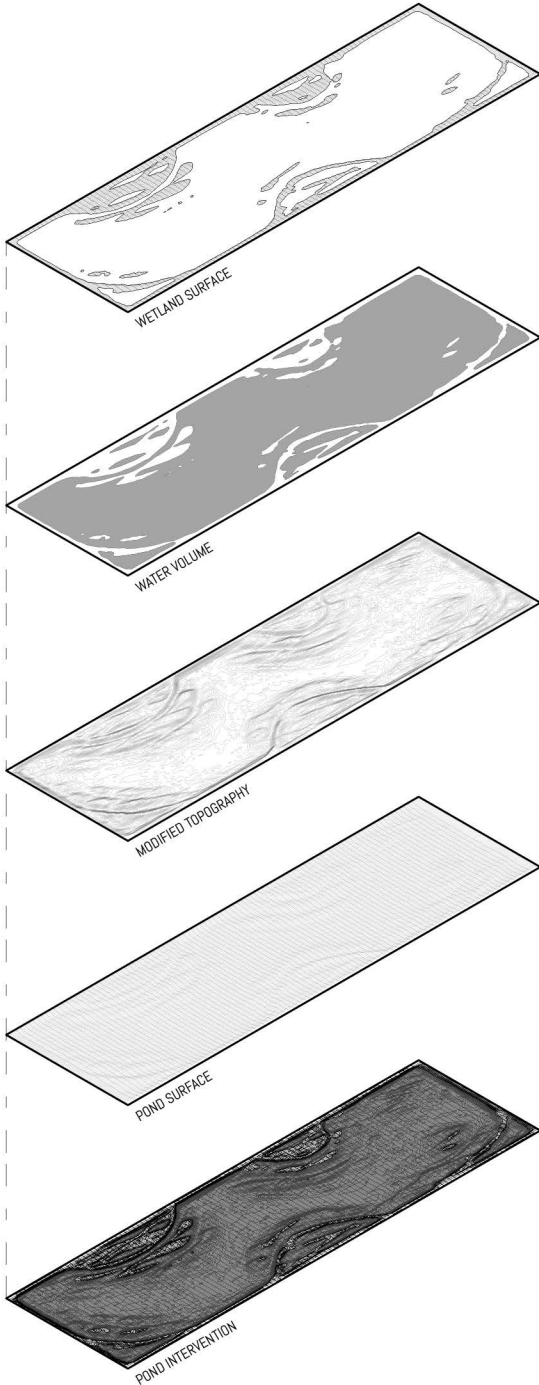 WETLAND SURFACE
WATER VOLUME
MODIFIED TOPOGRAPHY
POND SURFACE
POND INTERVENTION